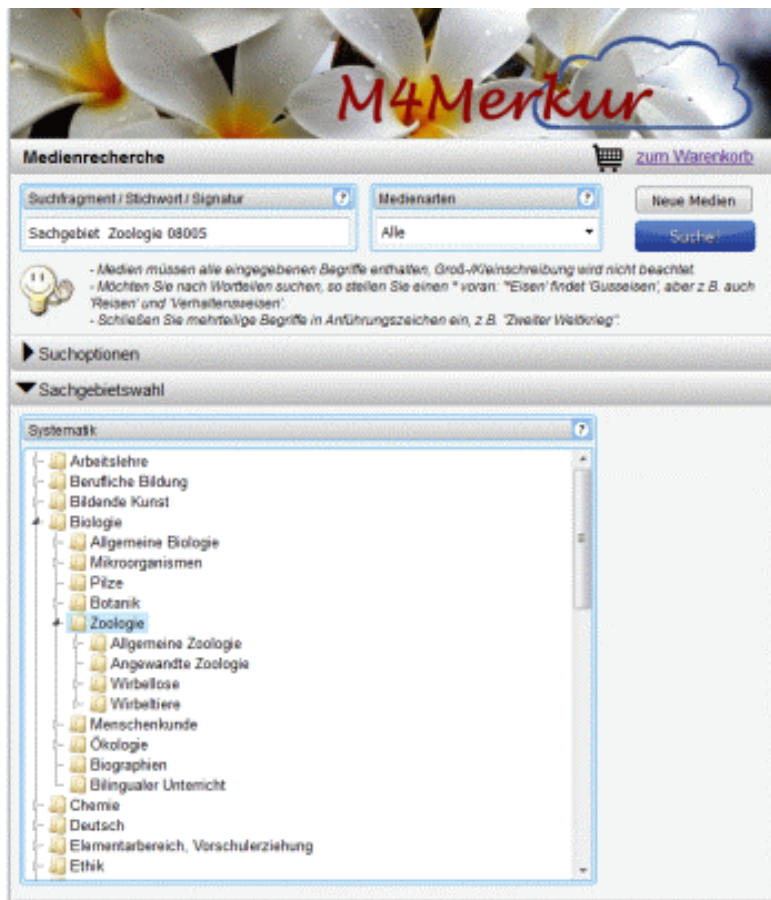 M4Merkur
Medienrecherche
zum Warenkorb
Suchfragment / Stichwort / Signatur ?
Medienarten ?
Neue Medien
Sachgebiet Zoologie 08005
Alle
Suche!
- Medien müssen alle eingegebenen Begriffe enthalten, Groß-/Kleinschreibung wird nicht beachtet.
- Möchten Sie nach Wortteilen suchen, so stellen Sie einen * voran: '*Eisen' findet 'Gusseisen', aber z.B. auch
'Reisen' und 'Verhaltensweisen'.
- Schließen Sie mehrteilige Begriffe in Anführungszeichen ein, z.B. "Zweiter Weltkrieg".
Suchoptionen
Sachgebietswahl
Systematik ?
Arbeitslehre
Berufliche Bildung
Bildende Kunst
Biologie
Allgemeine Biologie
Mikroorganismen
Pilze
Botanik
Zoologie
Allgemeine Zoologie
Angewandte Zoologie
Wirbellose
Wirbeltiere
Menschenkunde
Ökologie
Biographien
Bilingualer Unterricht
Chemie
Deutsch
Elementarbereich, Vorschulerziehung
Ethik